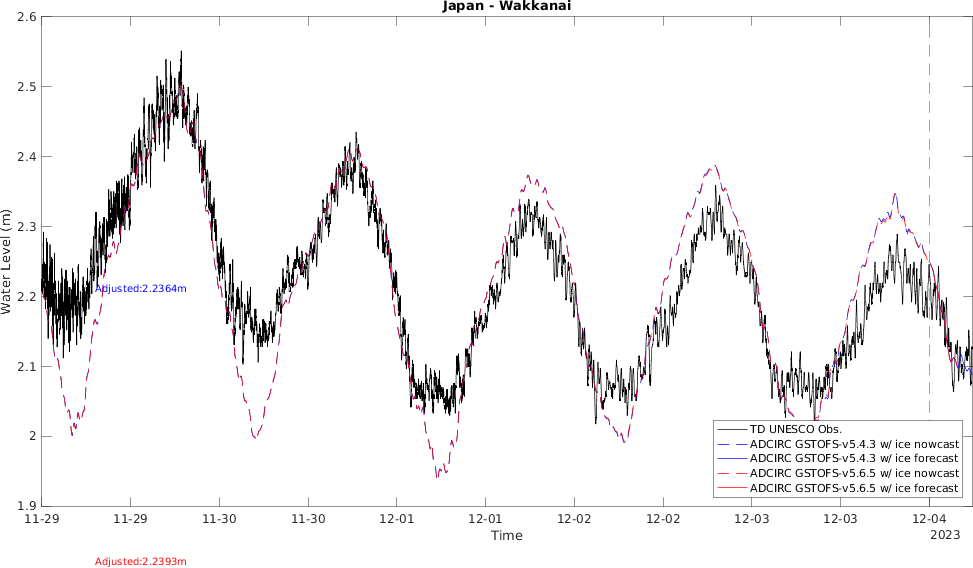 Japan - Wakkanai
Water Level (m)
2.6
2.5
2.4
2.3
2.2
2.1
2
1.9
Adjusted:2.2364m
TD UNESCO Obs.
ADCIRC GSTOFS-v5.4.3 w/ ice nowcast
ADCIRC GSTOFS-v5.4.3 w/ ice forecast
ADCIRC GSTOFS-v5.6.5 w/ ice nowcast
ADCIRC GSTOFS-v5.6.5 w/ ice forecast
11-29 11-29 11-30 11-30 12-01 12-01 12-02 12-02 12-03 12-03 12-04
Time
2023
Adjusted:2.2393m